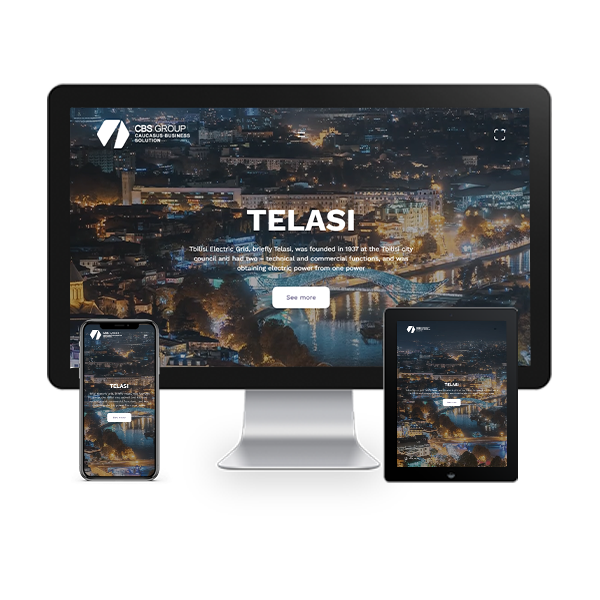 CBS GROUP
CAUCASUS BUSINESS
SOLUTION
TELASI
Tbilisi Electric Grid, briefly Telasi, was founded in 1937 at the Tbilisi city
council and had two – technical and commercial functions, and was
obtaining electric power from one power
See more
TELASI
TELASI